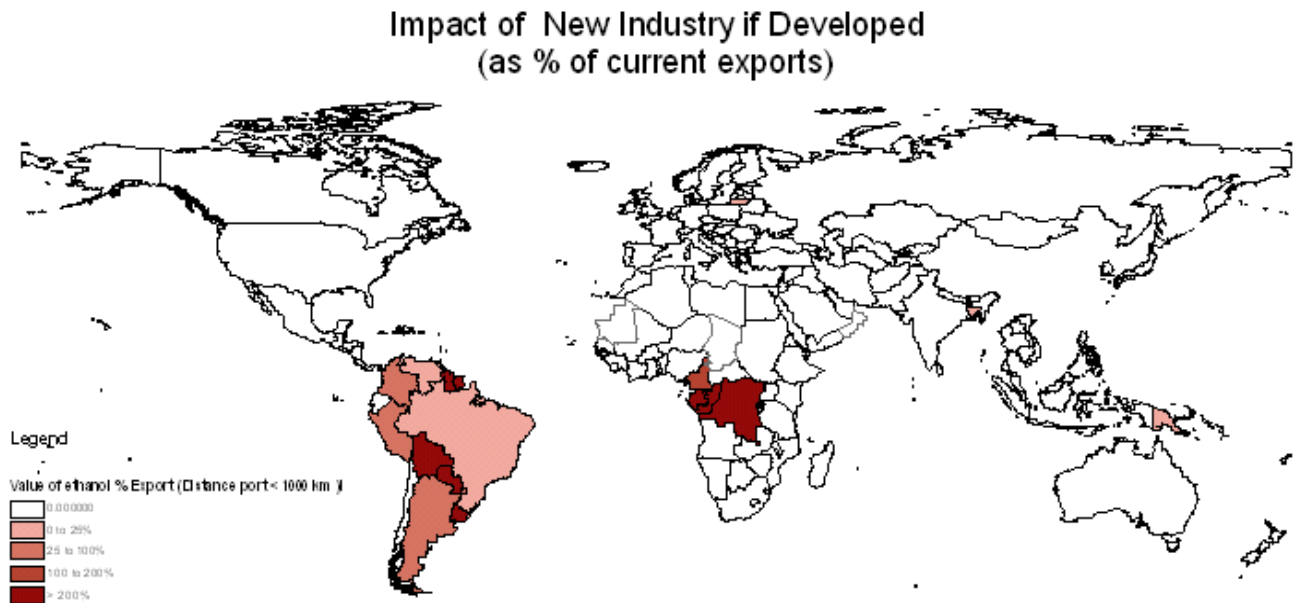 Impact of New Industry if Developed
(as % of current exports)
Legend
Value of ethanol % Export (Distance port < 1000 km )
0.000000
0 to 25%
25 to 100%
100 to 200%
> 200%